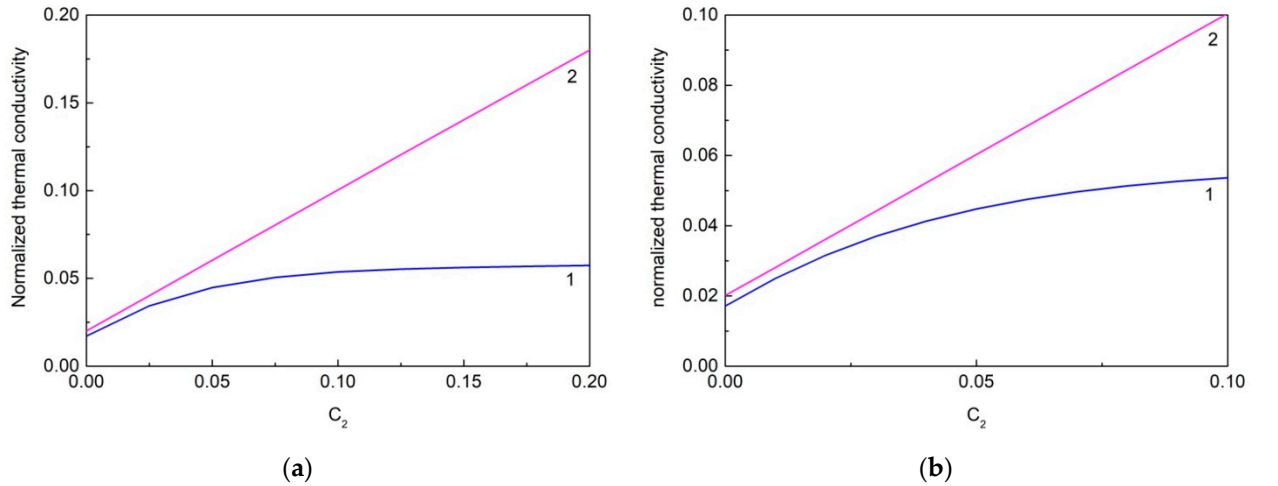 0.20
0.15
0.10
0.05
0.00
Normalized thermal conductivity
2
1
0.00 0.05 0.10 0.15 0.20
C₂
(a)
0.10
0.08
0.06
0.04
0.02
0.00
normalized thermal conductivity
2
1
0.00 0.05 0.10
C₂
(b)